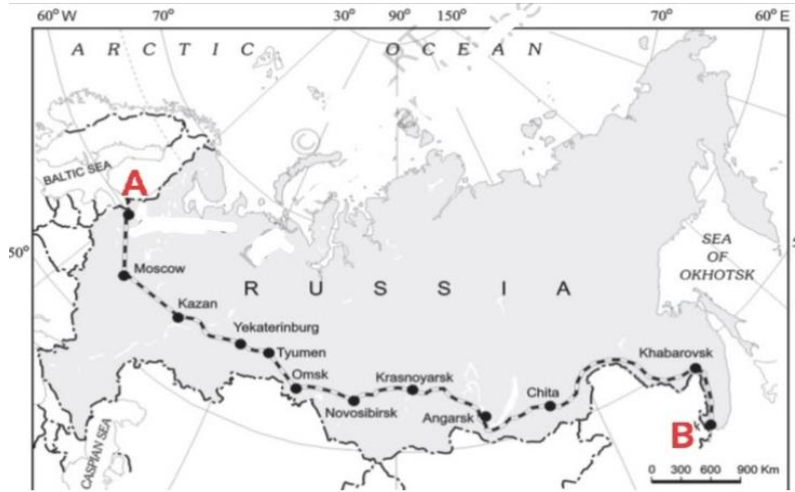 60° W 70° 30° 90° 150° 70° 60° E
A R C T I C O C E A N
BALTIC SEA
A
50°
Moscow
SEA
OF
OKHOTSK
R U S S I A
Kazan
Yekaterinburg
Tyumen
Khabarovsk
Omsk
Krasnoyarsk
Chita
Novosibirsk
Angarsk
B k
CASPIAN SEA
0 300 600 900 Km